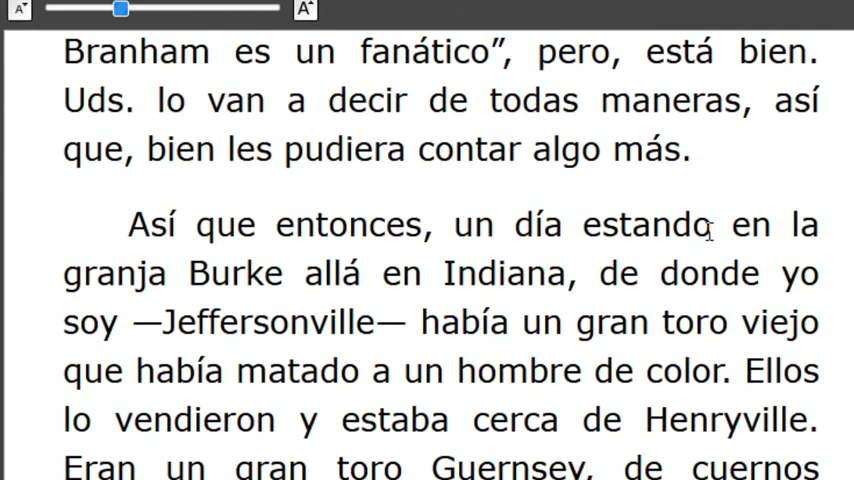 A
A
Branham es un fanático”, pero, está bien.
Uds. lo van a decir de todas maneras, así
que, bien les pudiera contar algo más.
Así que entonces, un día estando en la
granja Burke allá en Indiana, de donde yo
soy —Jeffersonville— había un gran toro viejo
que había matado a un hombre de color. Ellos
lo vendieron y estaba cerca de Henryville.
Eran un gran toro Guernsey, de cuernos